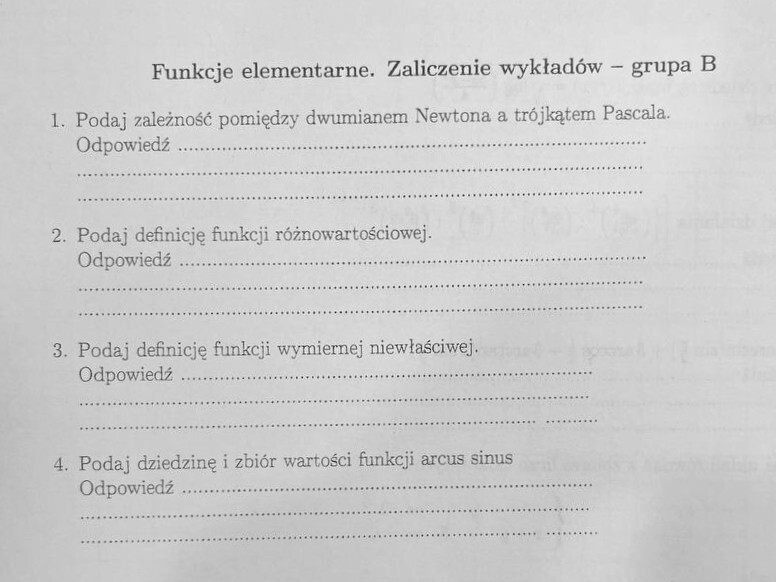 Funkcje elementarne. Zaliczenie wykładów – grupa B
1. Podaj zależność pomiędzy dwumianem Newtona a trójkątem Pascala.
Odpowiedź ..........................................................................................
..........................................................................................
..........................................................................................
2. Podaj definicję funkcji różnowartościowej.
Odpowiedź ..........................................................................................
..........................................................................................
..........................................................................................
3. Podaj definicję funkcji wymiernej niewłaściwej.
Odpowiedź ..........................................................................................
..........................................................................................
..........................................................................................
4. Podaj dziedzinę i zbiór wartości funkcji arcus sinus
Odpowiedź ..........................................................................................
..........................................................................................
..........................................................................................